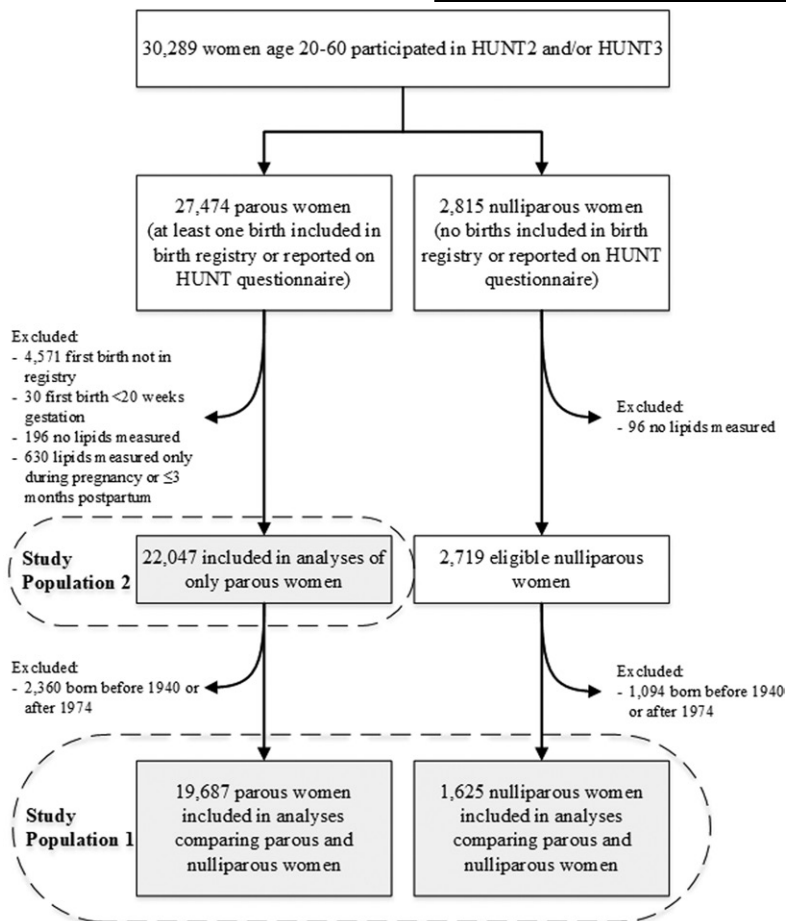 30,289 women age 20-60 participated in HUNT2 and/or HUNT3
27,474 parous women
(at least one birth included in
birth registry or reported on
HUNT questionnaire)
2,815 nulliparous women
(no births included in birth
registry or reported on HUNT
questionnaire)
Excluded:
- 4,571 first birth not in
registry
- 30 first birth <20 weeks
gestation
- 196 no lipids measured
- 630 lipids measured only
during pregnancy or ≤3
months postpartum
Excluded:
- 96 no lipids measured
Study
Population 2
22,047 included in analyses of
only parous women
2,719 eligible nulliparous
women
Excluded:
- 2,360 born before 1940 or
after 1974
Excluded:
- 1,094 born before 1940
or after 1974
Study
Population 1
19,687 parous women
included in analyses
comparing parous and
nulliparous women
1,625 nulliparous women
included in analyses
comparing parous and
nulliparous women